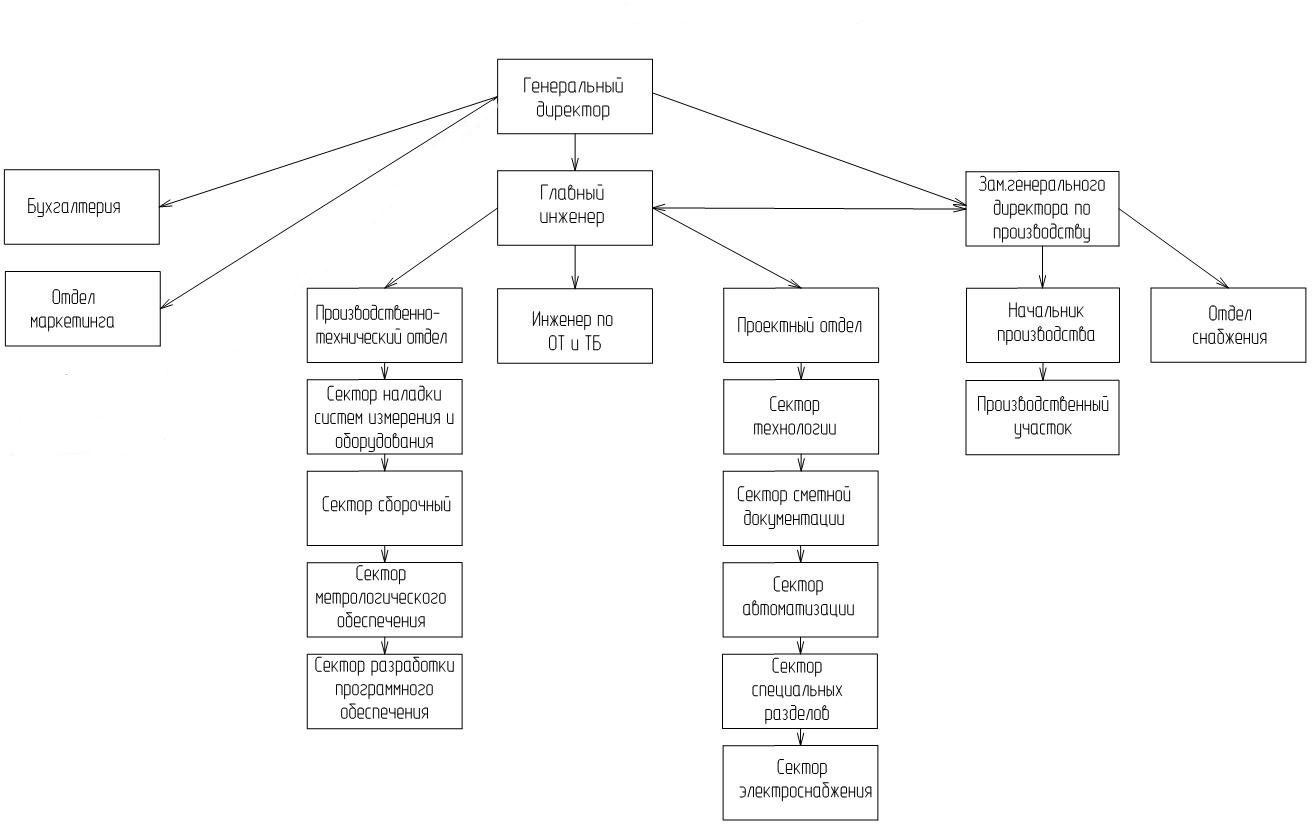 Генеральный
директор
Бухгалтерия
Главный
инженер
Зам.генерального
директора по
производству
Отдел
маркетинга
Производственно-
технический отдел
Инженер по
ОТ и ТБ
Проектный отдел
Начальник
производства
Отдел
снабжения
Сектор наладки
систем измерения и
оборудования
Сектор
технологии
Производственный
участок
Сектор сборочный
Сектор сметной
документации
Сектор
метрологического
обеспечения
Сектор
автоматизации
Сектор разработки
программного
обеспечения
Сектор
специальных
разделов
Сектор
электроснабжения